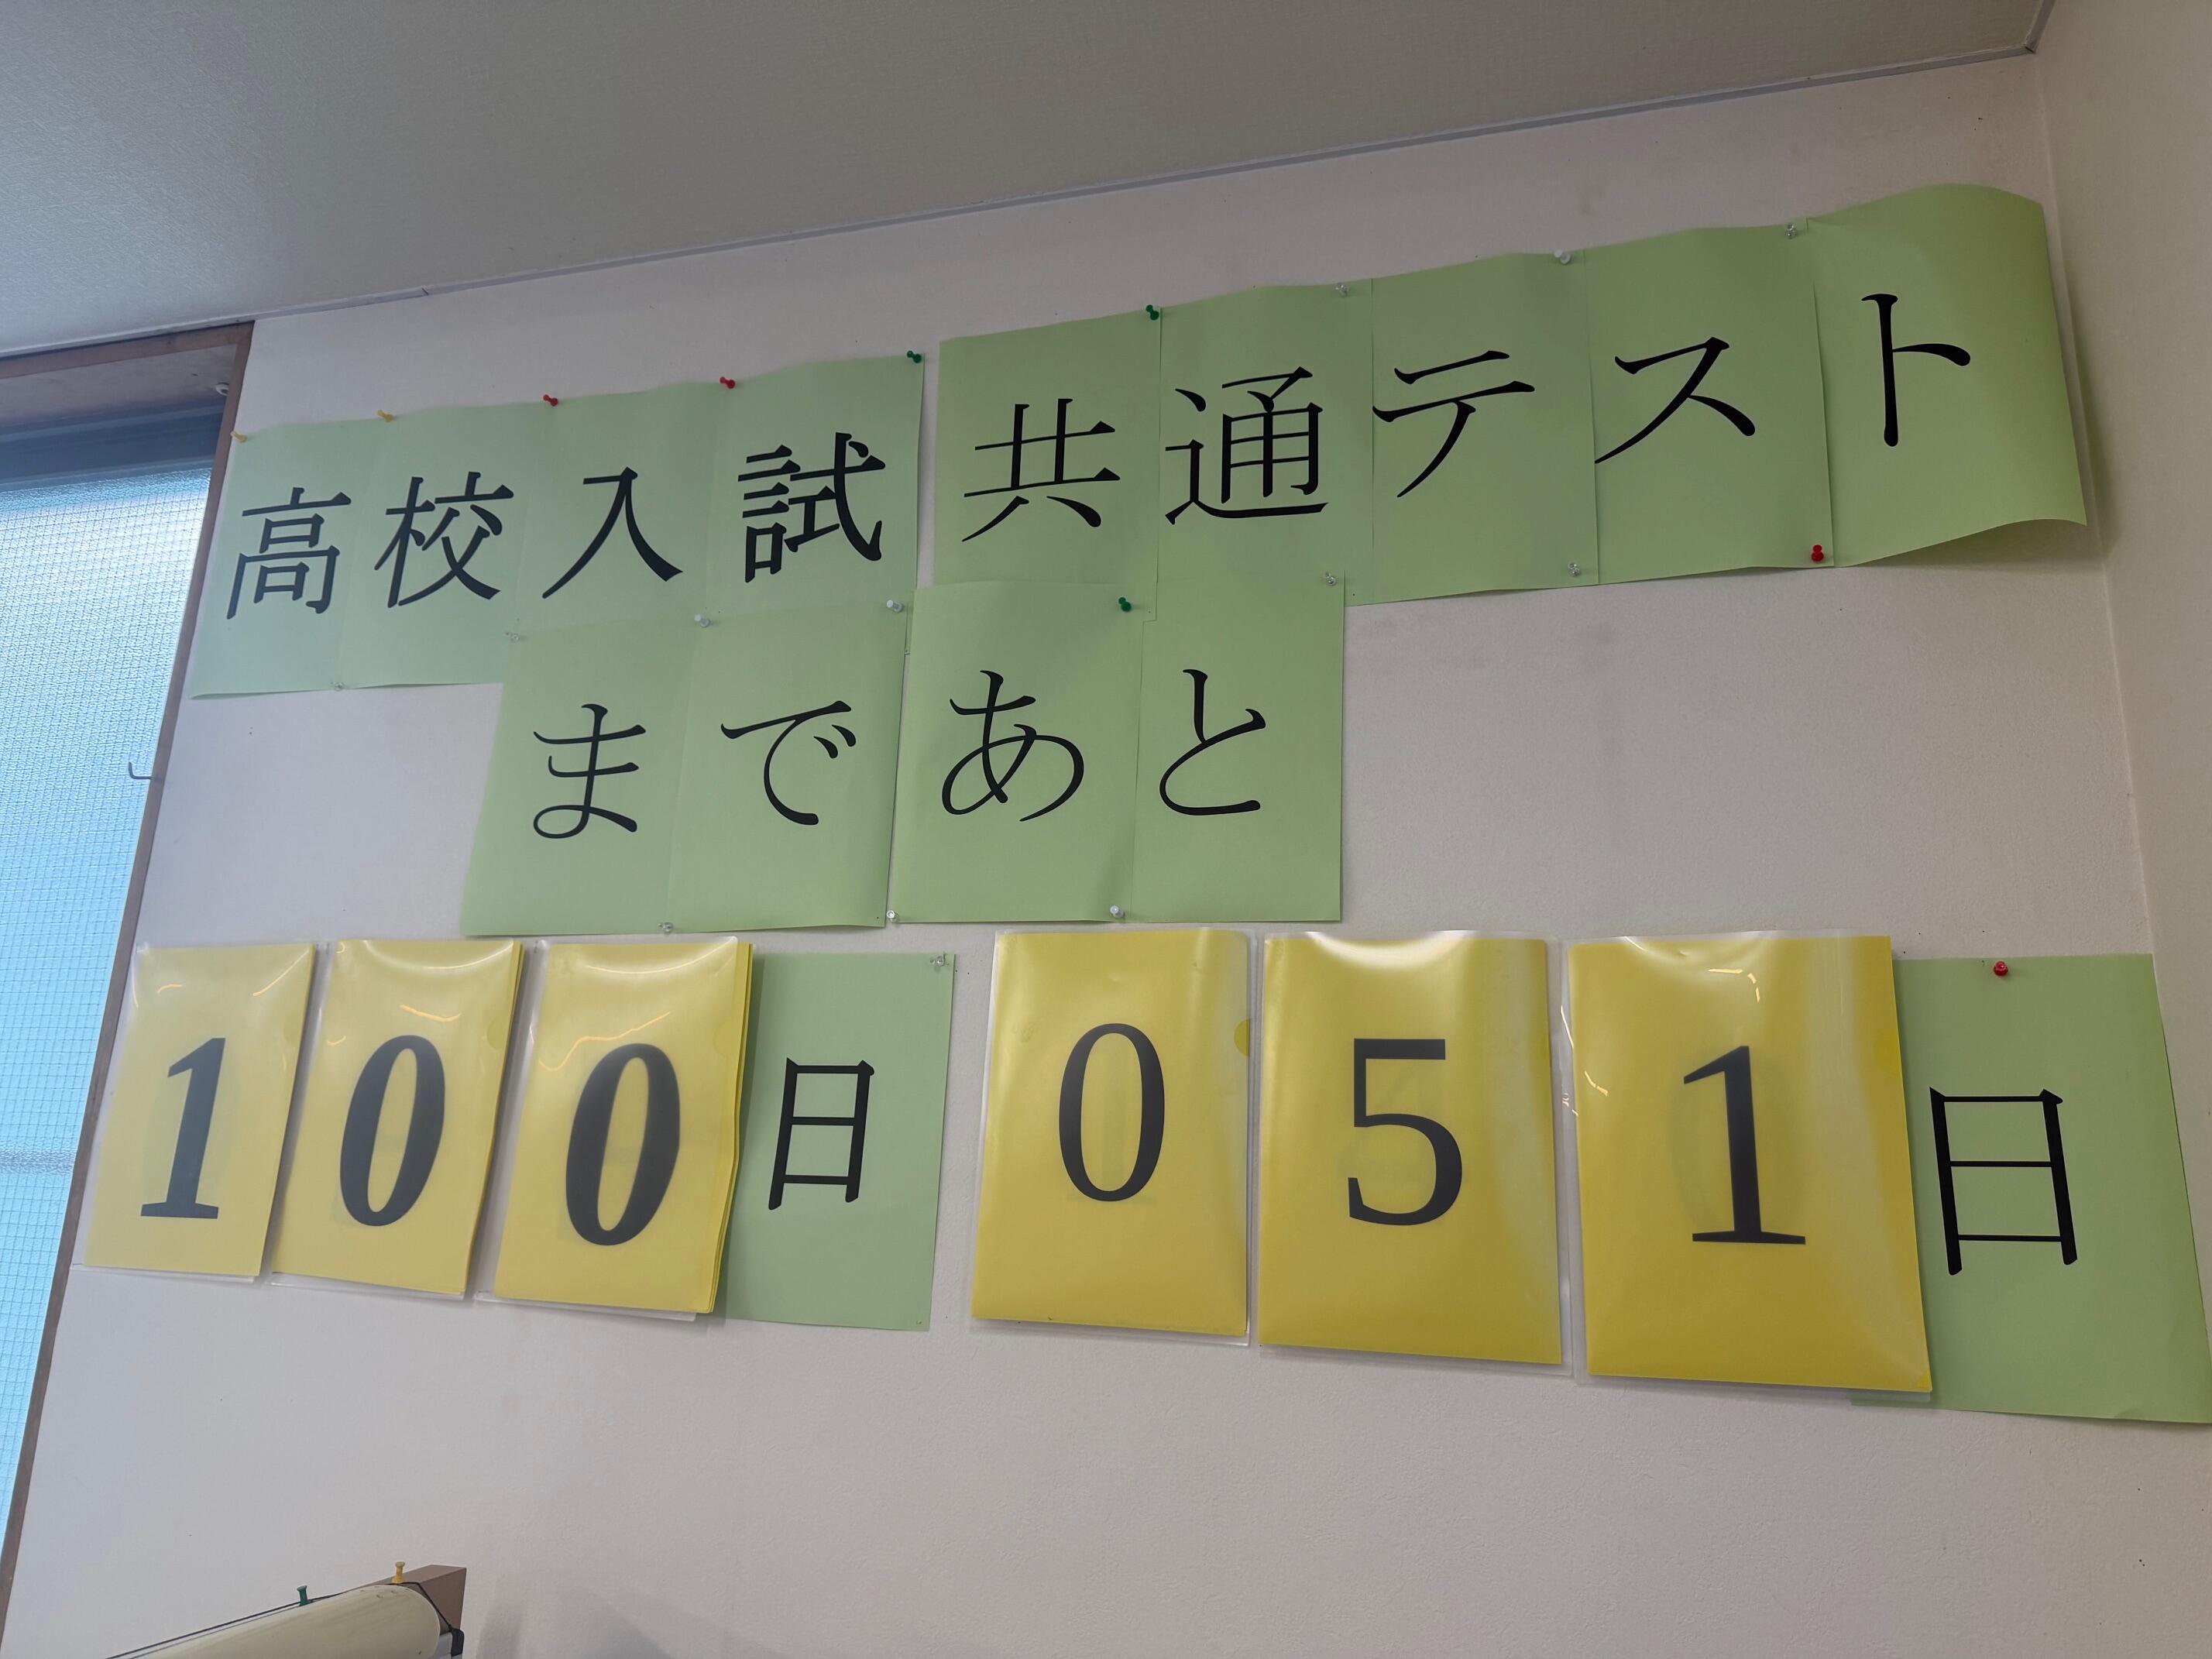 高校入試 共通テスト
まであと
100日 051日